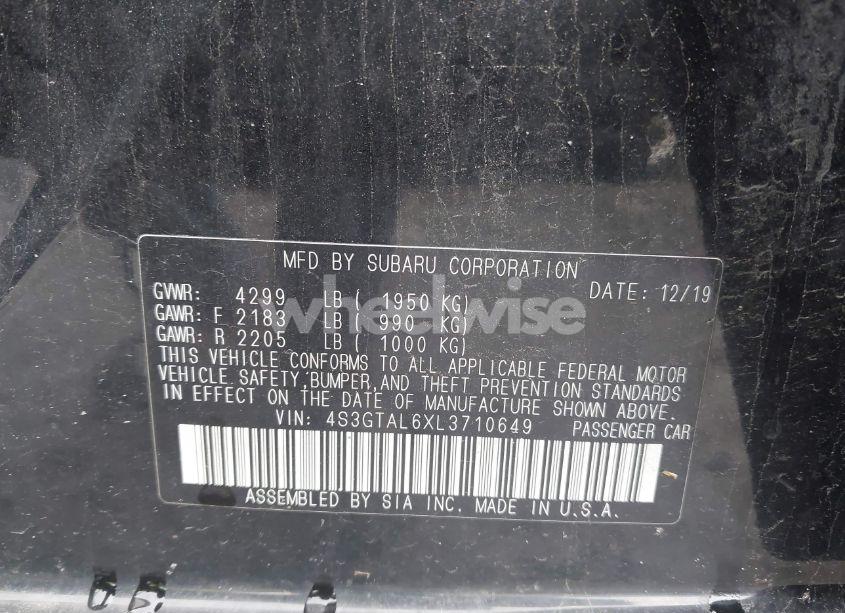 MFD BY SUBARU CORPORATION
GVWR: 4299 LB ( 1950 KG) DATE: 12/19
GAWR: F 2183 LB ( 990 KG)
GAWR: R 2205 LB ( 1000 KG)
THIS VEHICLE CONFORMS TO ALL APPLICABLE FEDERAL MOTOR
VEHICLE SAFETY,BUMPER,AND THEFT PREVENTION STANDARDS
IN EFFECT ON THE DATE OF MANUFACTURE SHOWN ABOVE.
VIN: 4S3GTAL6XL3710649 PASSENGER CAR
ASSEMBLED BY SIA INC. MADE IN U.S.A.
wheelwise